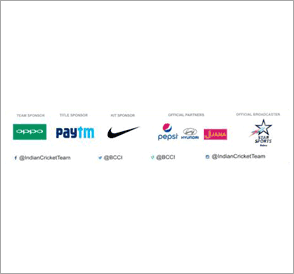 TEAM SPONSOR TITLE SPONSOR KIT SPONSOR OFFICIAL PARTNERS OFFICIAL BROADCASTER
oppo paytm pepsi HYUNDAI STAR SPORTS
@IndianCricketTeam @BCCI @BCCI @IndianCricketTeam